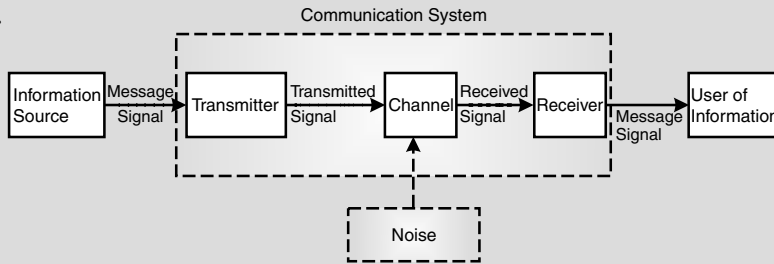 Communication System
Information
Source
Message
Signal
Transmitter
Transmitted
Signal
Channel
Received
Signal
Receiver
Message
Signal
User of
Information
Noise